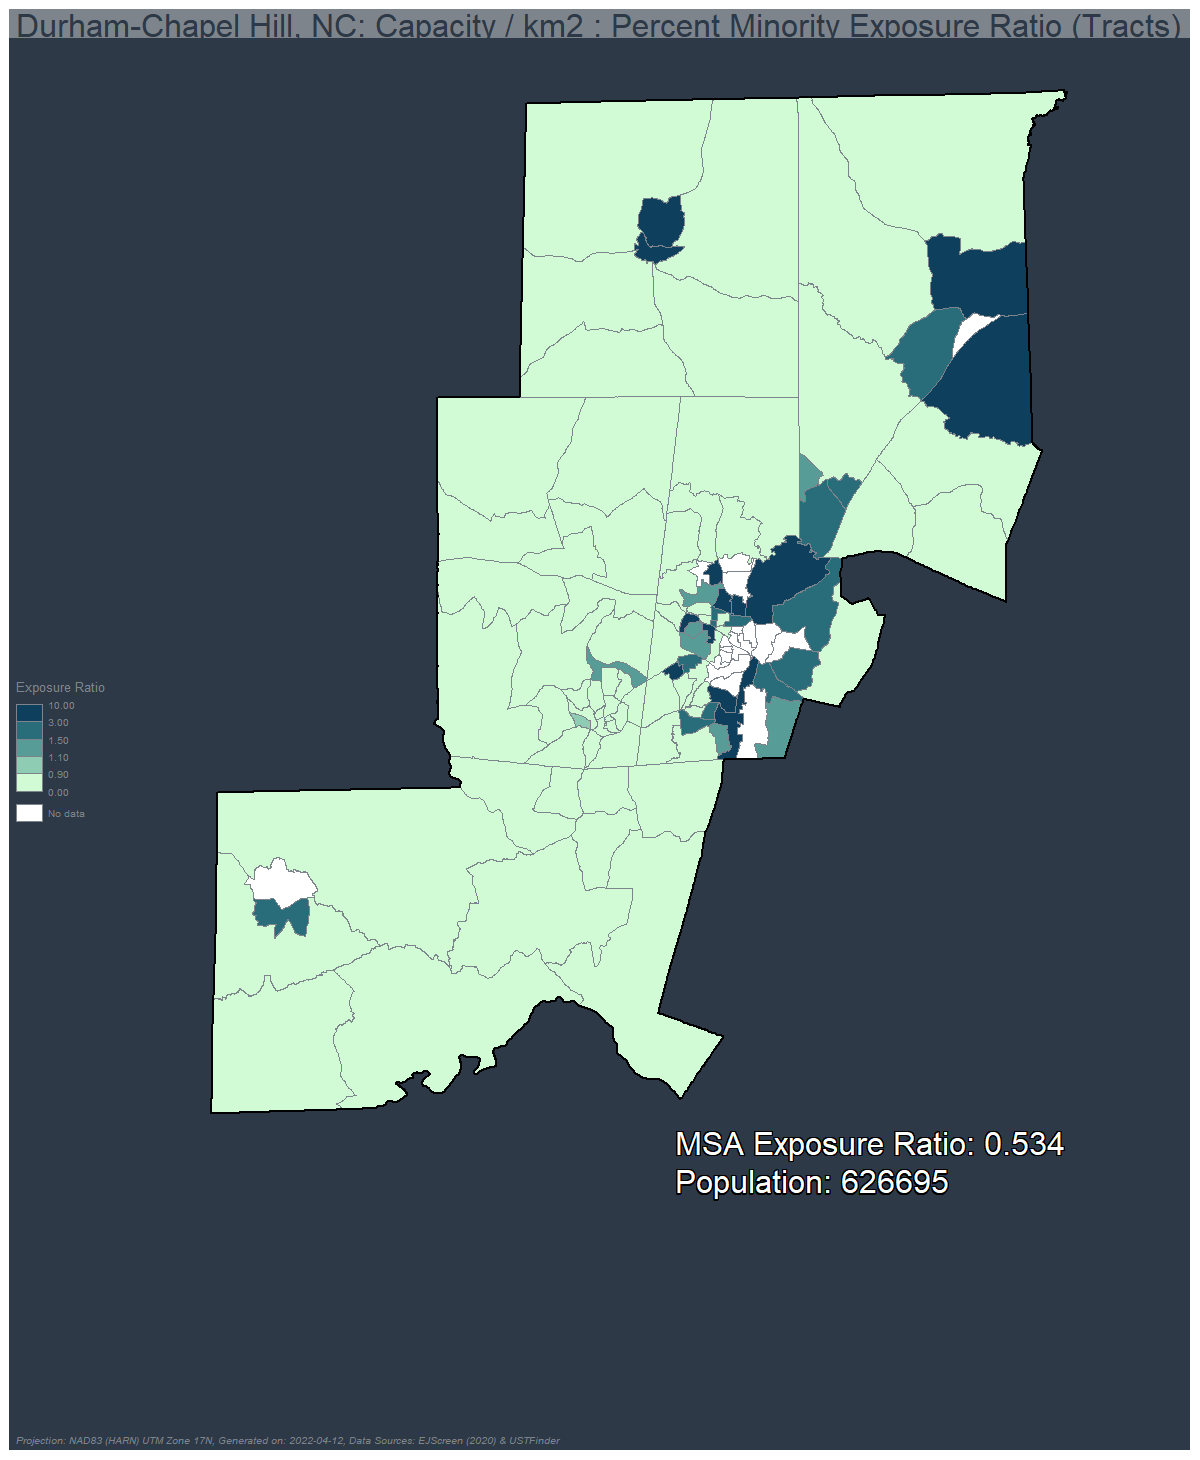 Durham-Chapel Hill, NC: Capacity / km2 : Percent Minority Exposure Ratio (Tracts)
Exposure Ratio
10.00
3.00
1.50
1.10
0.90
0.00
No data
MSA Exposure Ratio: 0.534
Population: 626695
Projection: NAD83 (HARN) UTM Zone 17N, Generated on: 2022-04-12, Data Sources: EJScreen (2020) & USTFinder